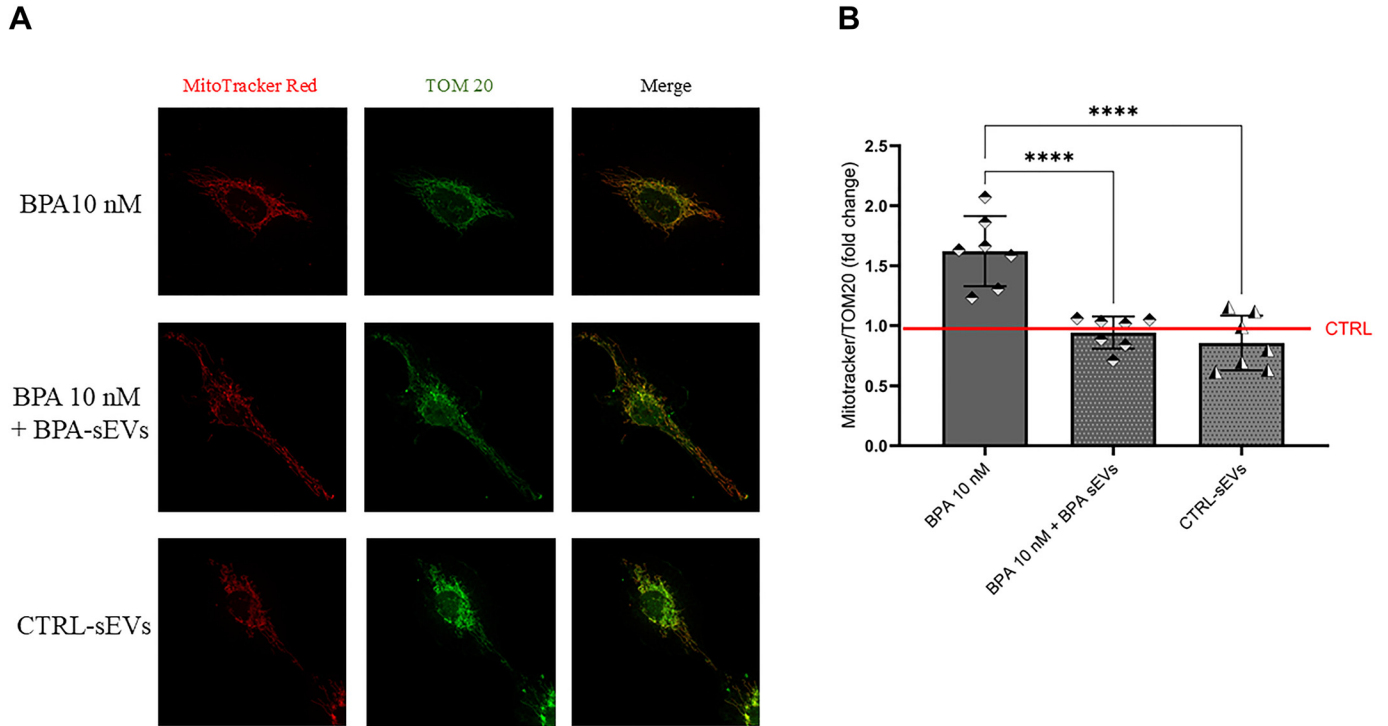 A
MitoTracker Red
TOM 20
Merge
BPA10 nM
BPA 10 nM
+ BPA-sEVs
CTRL-sEVs
B
****
****
Mitotracker/TOM20 (fold change)
2.5
2.0
1.5
1.0
0.5
0.0
CTRL
BPA 10 nM
BPA 10 nM + BPA sEVs
CTRL-sEVs